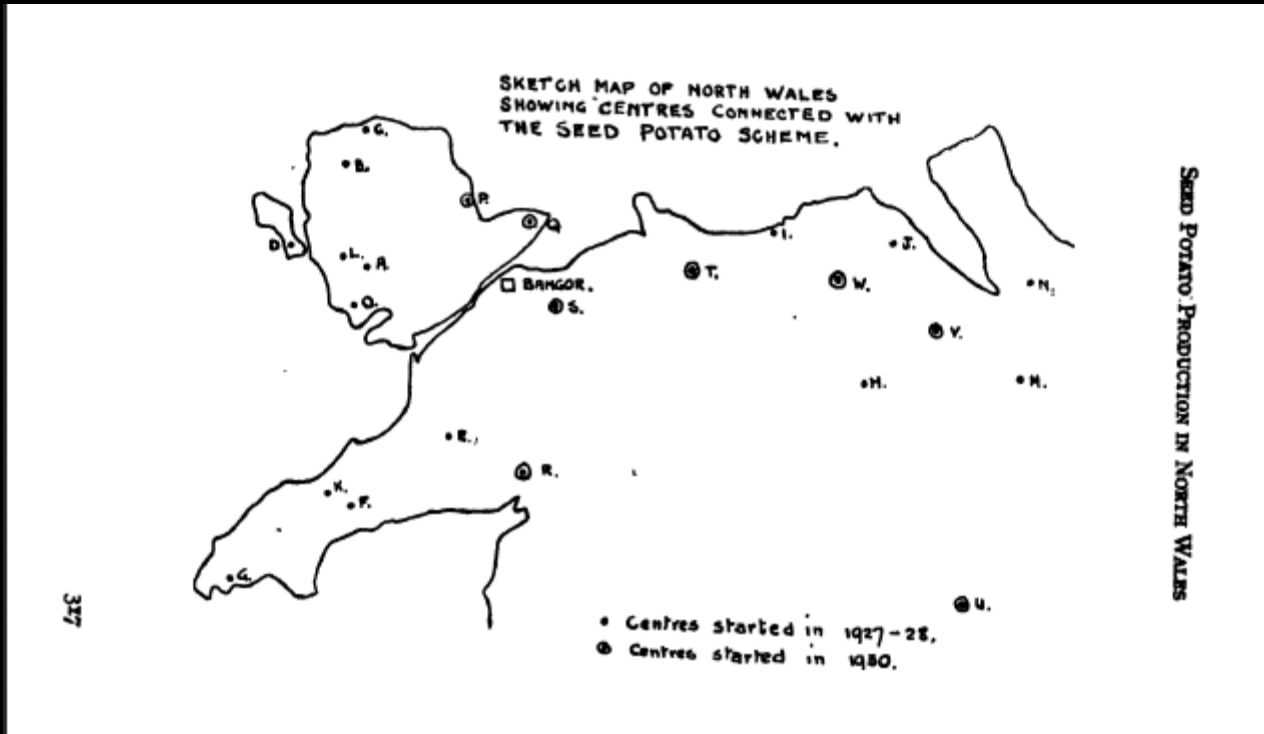 SKETCH MAP OF NORTH WALES
SHOWING CENTRES CONNECTED WITH
THE SEED POTATO SCHEME.
C.
B.
P.
Q
D
L.
A.
O.
BANGOR.
S.
T.
I.
J.
W.
N.
V.
H.
M.
E.
R.
K.
F.
G.
U.
• Centres started in 1927-28.
Centres started in 1930.
SEED POTATO PRODUCTION IN NORTH WALES
317